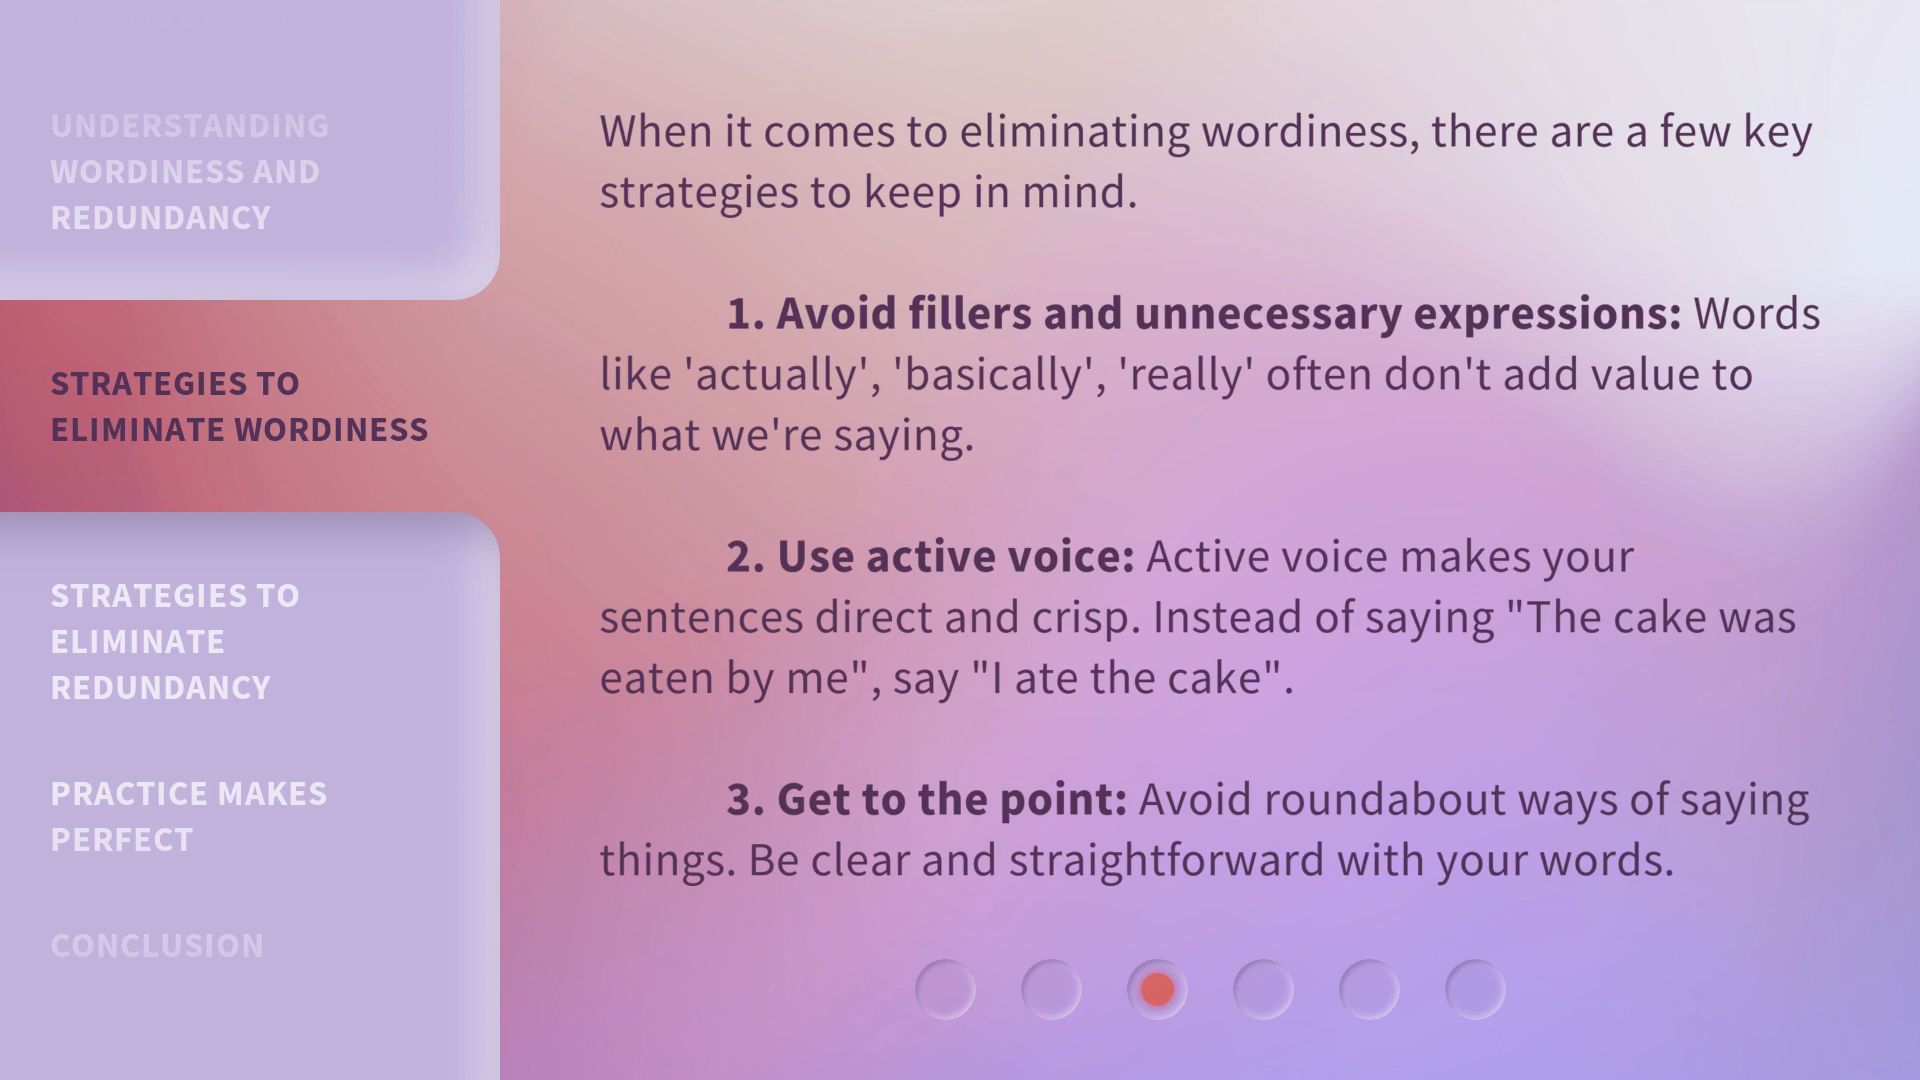 UNDERSTANDING
WORDINESS AND
REDUNDANCY
STRATEGIES TO
ELIMINATE WORDINESS
STRATEGIES TO
ELIMINATE
REDUNDANCY
PRACTICE MAKES
PERFECT
CONCLUSION
When it comes to eliminating wordiness, there are a few key
strategies to keep in mind.
1. Avoid fillers and unnecessary expressions: Words
like 'actually', 'basically', 'really' often don't add value to
what we're saying.
2. Use active voice: Active voice makes your
sentences direct and crisp. Instead of saying "The cake was
eaten by me", say "I ate the cake".
3. Get to the point: Avoid roundabout ways of saying
things. Be clear and straightforward with your words.